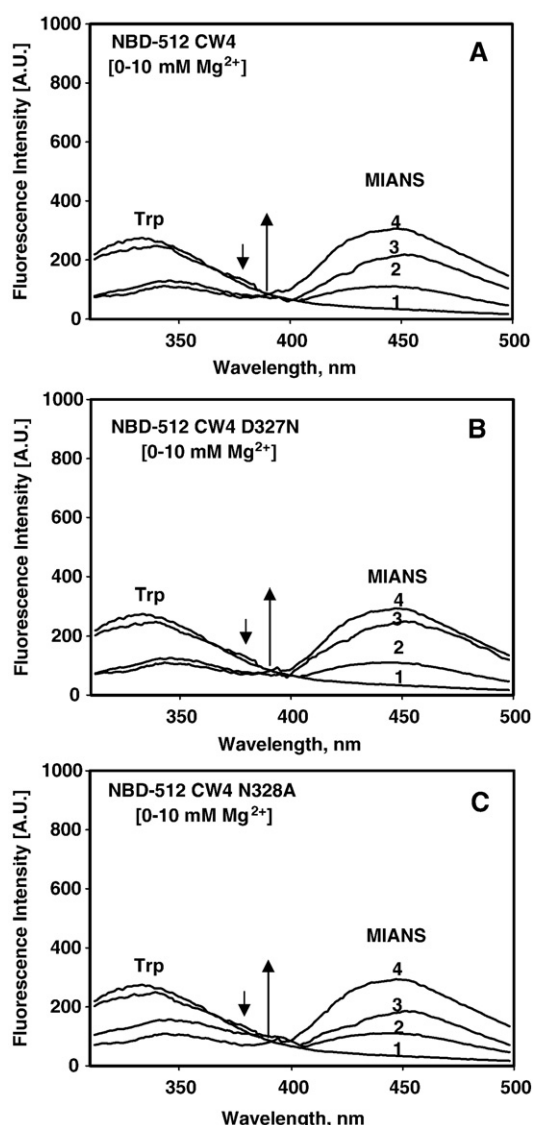 NBD-512 CW4
[0-10 mM Mg²⁺]
A
Fluorescence Intensity [A.U.]
1000
800
600
400
200
0
Trp
MIANS
4
3
2
1
350
400
450
500
Wavelength, nm
NBD-512 CW4 D327N
[0-10 mM Mg²⁺]
B
Fluorescence Intensity [A.U.]
1000
800
600
400
200
0
Trp
MIANS
4
3
2
1
350
400
450
500
Wavelength, nm
NBD-512 CW4 N328A
[0-10 mM Mg²⁺]
C
Fluorescence Intensity [A.U.]
1000
800
600
400
200
0
Trp
MIANS
4
3
2
1
350
400
450
500
Wavelength, nm